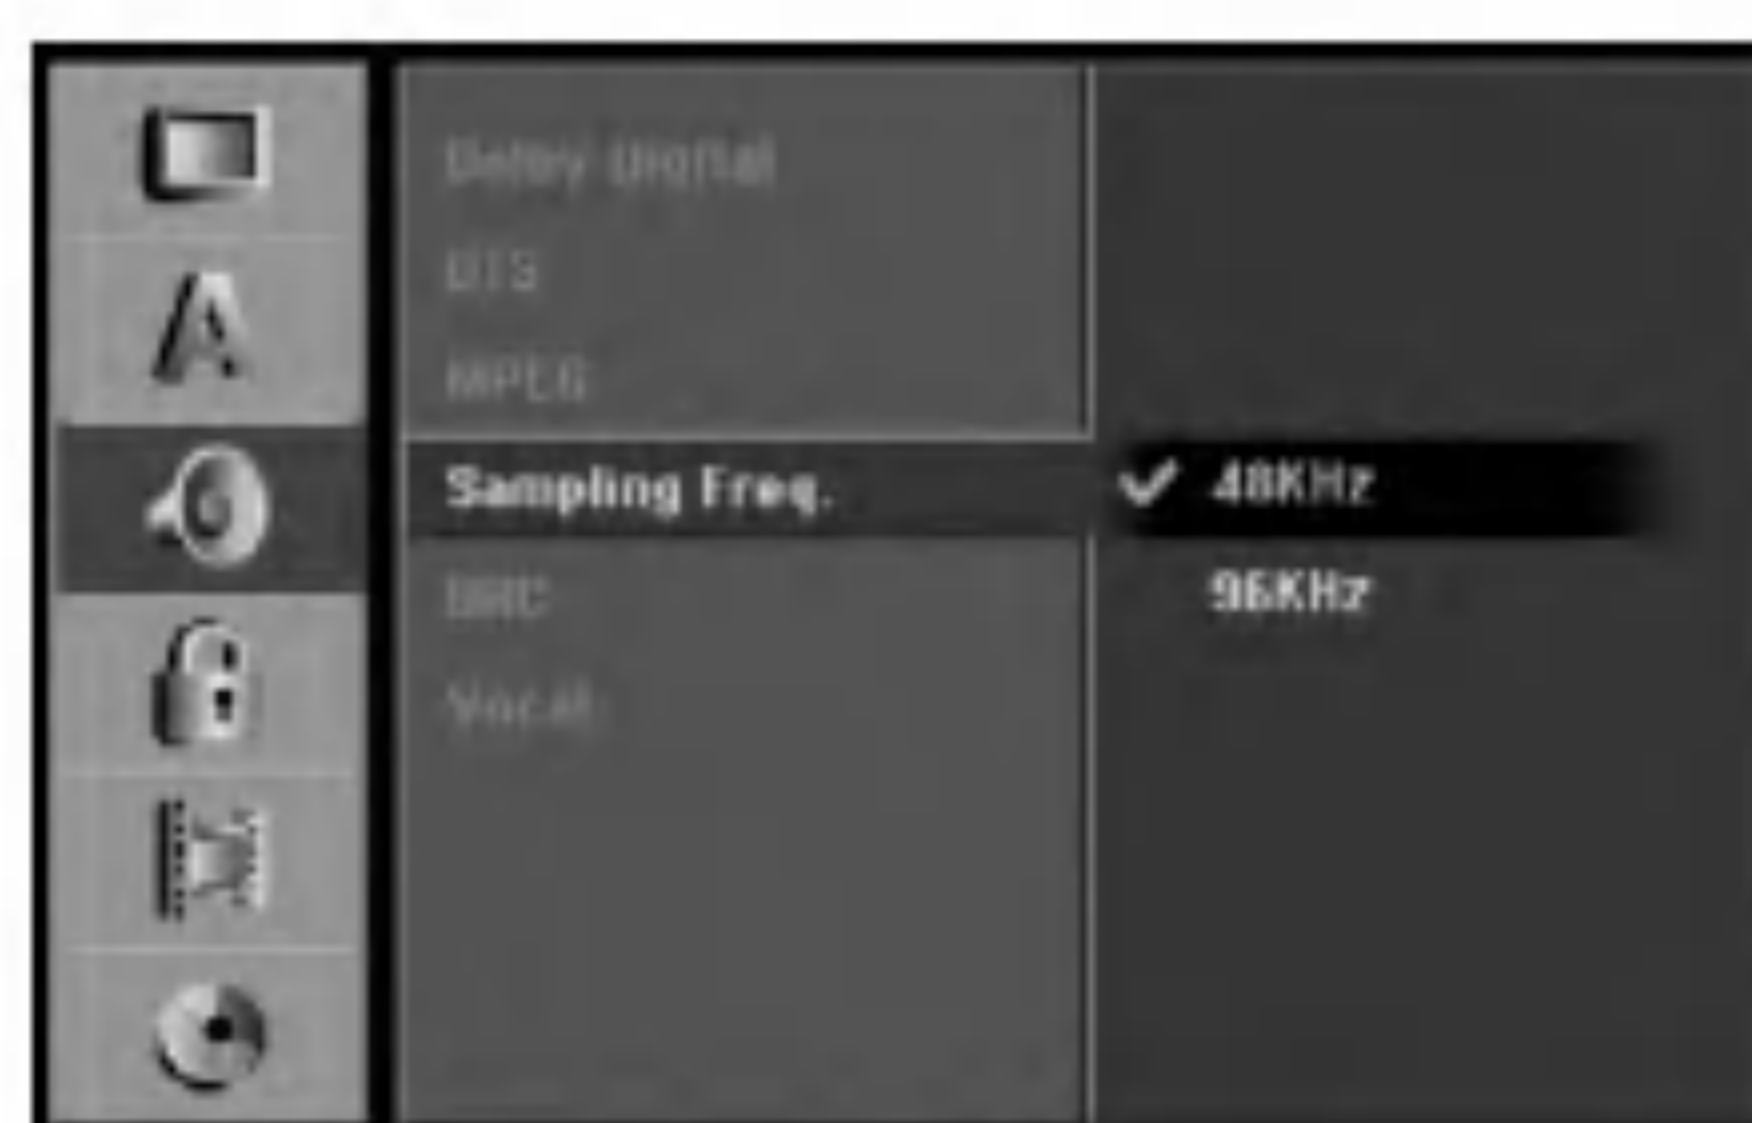 Dolby Digital
DTS
MPEG
Sampling Freq. 48KHz
96KHz
DRC
Vocal